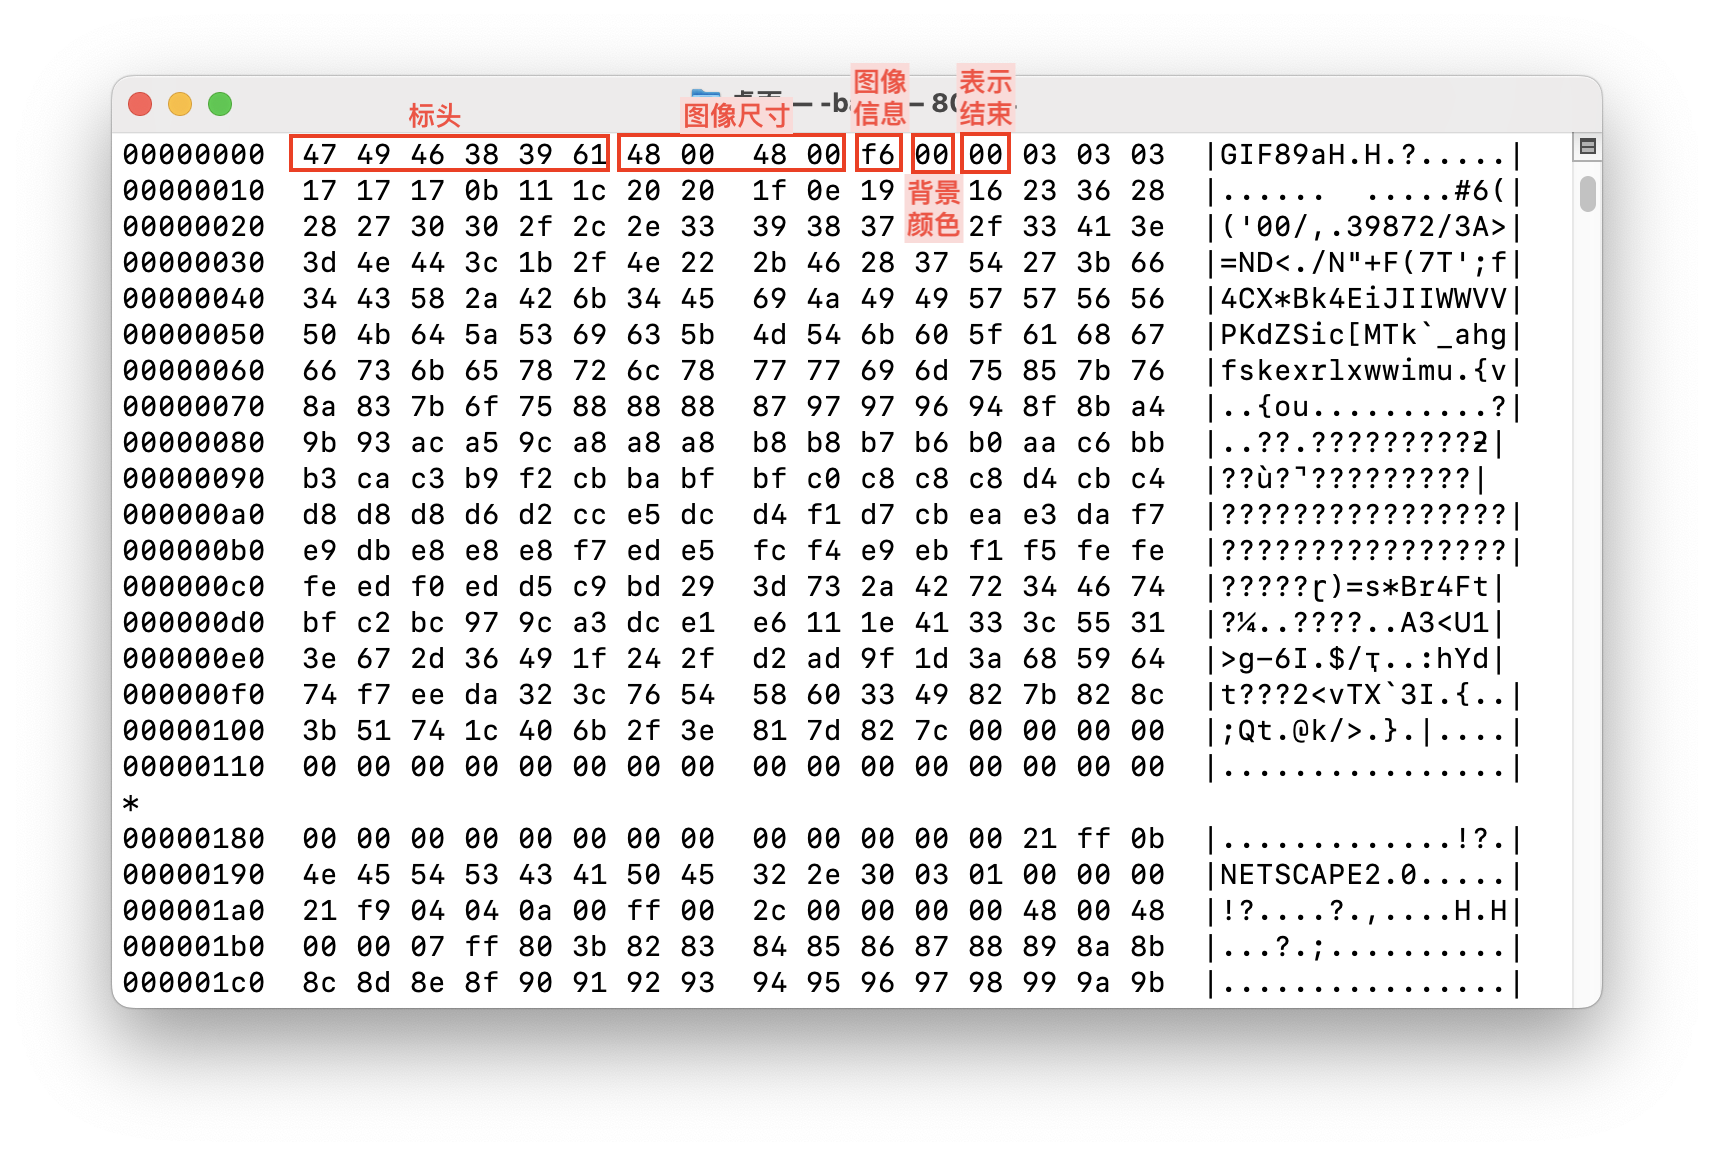 标头
图像尺寸
图像
信息
表示
结束
背景
颜色
00000000 47 49 46 38 39 61 48 00 48 00 f6 00 00 03 03 03 |GIF89aH.H.?.....|
00000010 17 17 17 0b 11 1c 20 20 1f 0e 19 16 23 36 28 |...... .....#6(|
00000020 28 27 30 30 2f 2c 2e 33 39 38 37 2f 33 41 3e |('00/,.39872/3A>|
00000030 3d 4e 44 3c 1b 2f 4e 22 2b 46 28 37 54 27 3b 66 |=ND<./N"+F(7T';f|
00000040 34 43 58 2a 42 6b 34 45 69 4a 49 49 57 57 56 56 |4CX*Bk4EiJIIWWVV|
00000050 50 4b 64 5a 53 69 63 5b 4d 54 6b 60 5f 61 68 67 |PKdZSic[MTk`_ahg|
00000060 66 73 6b 65 78 72 6c 78 77 77 69 6d 75 85 7b 76 |fskexrlxwwimu.{v|
00000070 8a 83 7b 6f 75 88 88 88 87 97 97 96 94 8f 8b a4 |..{ou..........?|
00000080 9b 93 ac a5 9c a8 a8 a8 b8 b8 b7 b6 b0 aa c6 bb |..??.?????????ƻ|
00000090 b3 ca c3 b9 f2 cb ba bf bf c0 c8 c8 c8 d4 cb c4 |??ù?˺?????????|
000000a0 d8 d8 d8 d6 d2 cc e5 dc d4 f1 d7 cb ea e3 da f7 |????????????????|
000000b0 e9 db e8 e8 e8 f7 ed e5 fc f4 e9 eb f1 f5 fe fe |????????????????|
000000c0 fe ed f0 ed d5 c9 bd 29 3d 73 2a 42 72 34 46 74 |?????ɽ)=s*Br4Ft|
000000d0 bf c2 bc 97 9c a3 dc e1 e6 11 1e 41 33 3c 55 31 |?¼..????..A3<U1|
000000e0 3e 67 2d 36 49 1f 24 2f d2 ad 9f 1d 3a 68 59 64 |>g-6I.$/ҭ.:hYd|
000000f0 74 f7 ee da 32 3c 76 54 58 60 33 49 82 7b 82 8c |t???2<vTX`3I.{..|
00000100 3b 51 74 1c 40 6b 2f 3e 81 7d 82 7c 00 00 00 00 |;Qt.@k/>.}.|....|
00000110 00 00 00 00 00 00 00 00 00 00 00 00 00 00 00 00 |................|
*
00000180 00 00 00 00 00 00 00 00 00 00 00 00 00 21 ff 0b |.............!?.|
00000190 4e 45 54 53 43 41 50 45 32 2e 30 03 01 00 00 00 |NETSCAPE2.0.....|
000001a0 21 f9 04 04 0a 00 ff 00 2c 00 00 00 00 48 00 48 |!?....?.,....H.H|
000001b0 00 00 07 ff 80 3b 82 83 84 85 86 87 88 89 8a 8b |...?.;..........|
000001c0 8c 8d 8e 8f 90 91 92 93 94 95 96 97 98 99 9a 9b |................|